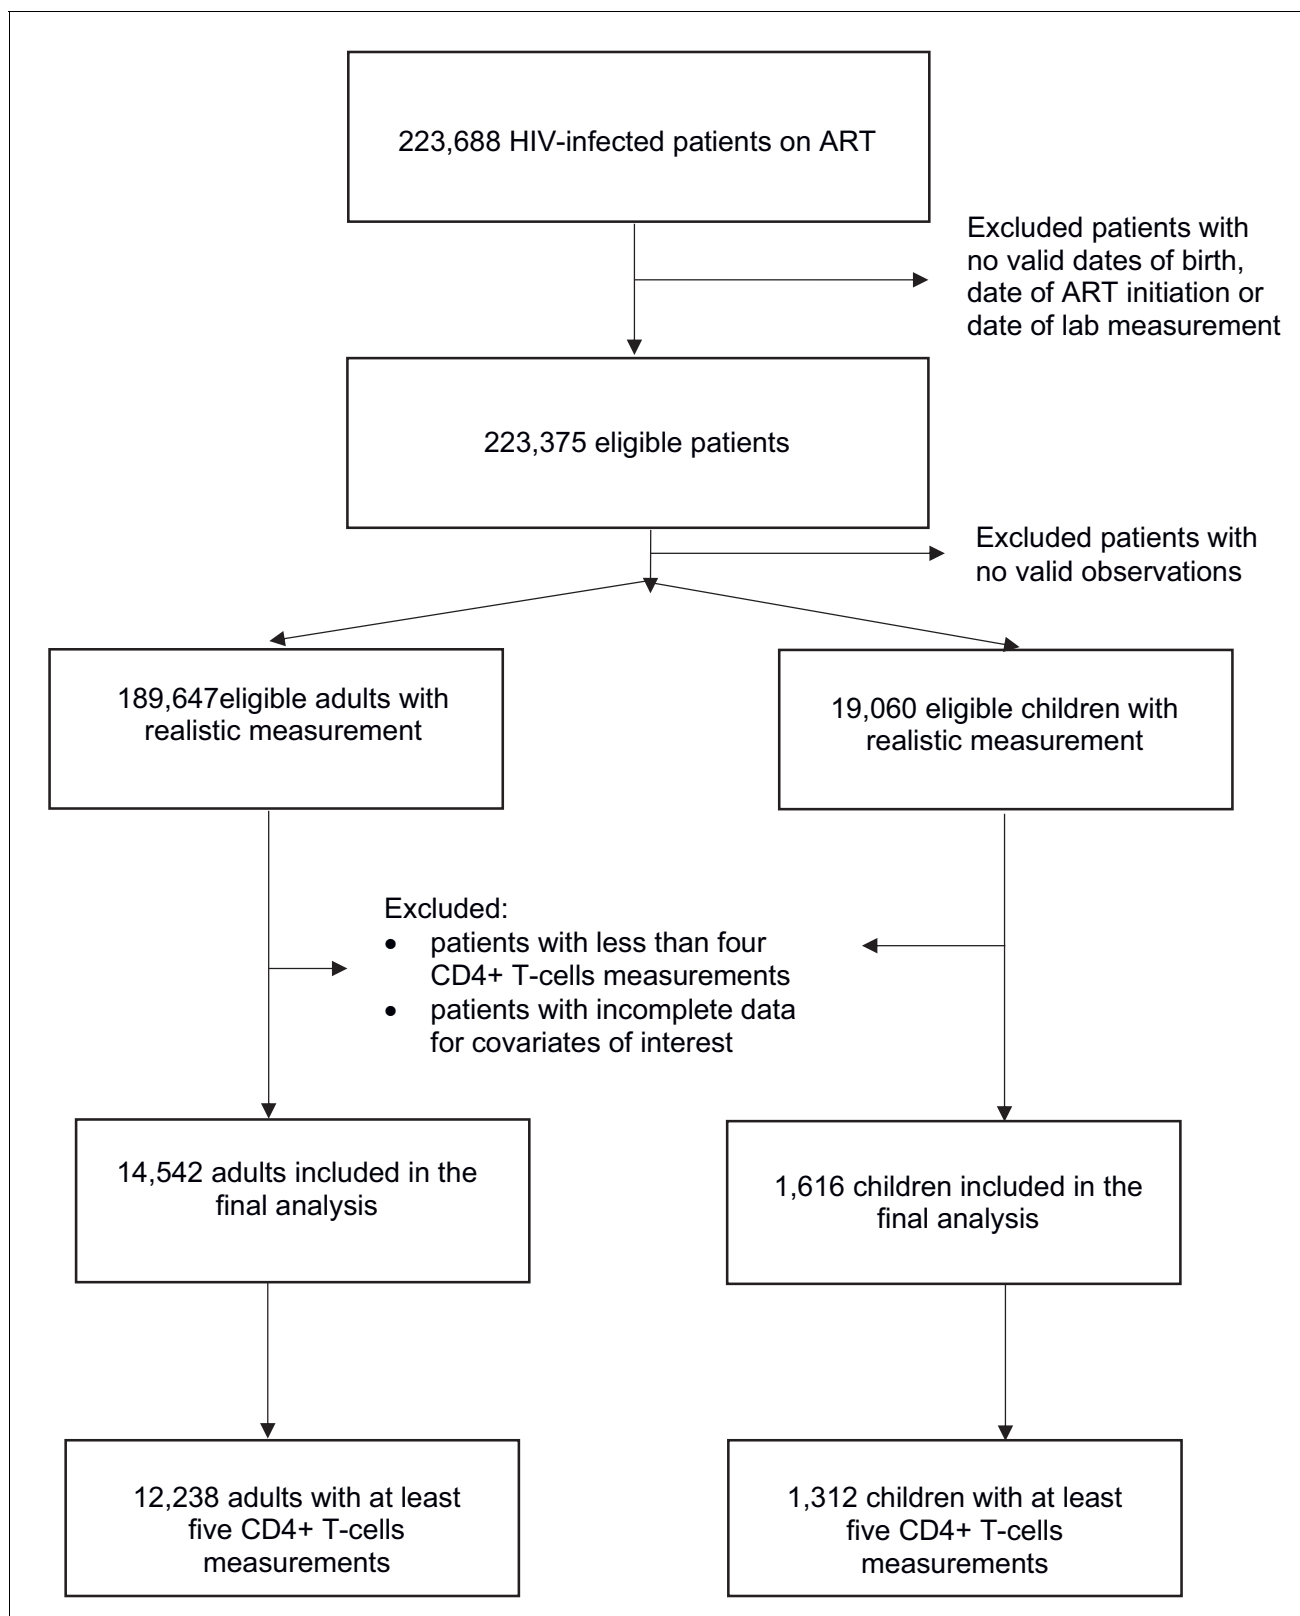 223,688 HIV-infected patients on ART
Excluded patients with
no valid dates of birth,
date of ART initiation or
date of lab measurement
223,375 eligible patients
Excluded patients with
no valid observations
189,647eligible adults with
realistic measurement
19,060 eligible children with
realistic measurement
Excluded:
• patients with less than four
CD4+ T-cells measurements
• patients with incomplete data
for covariates of interest
14,542 adults included in the
final analysis
1,616 children included in the
final analysis
12,238 adults with at least
five CD4+ T-cells
measurements
1,312 children with at least
five CD4+ T-cells
measurements